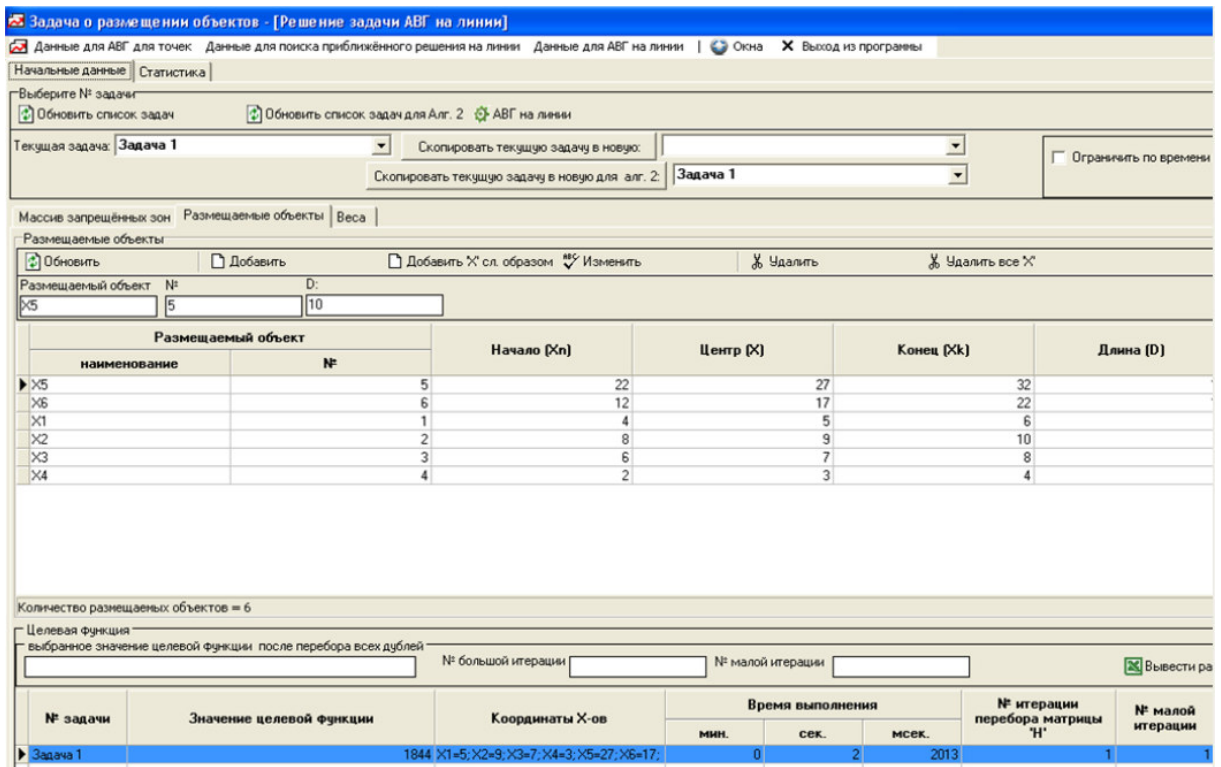 Задача о размещении объектов - [Решение задачи АВГ на линии]
Данные для АВГ для точек Данные для поиска приближённого решения на линии Данные для АВГ на линии | Окна Выход из программы
Начальные данные Статистика
Выберите № задачи
Обновить список задач Обновить список задач для Алг. 2 АВГ на линии
Текущая задача: Задача 1 Скопировать текущую задачу в новую: Ограничить по времени
Скопировать текущую задачу в новую для алг. 2: Задача 1
Массив запрещённых зон Размещаемые объекты Веса
Размещаемые объекты
Обновить Добавить Добавить 'X' сл. образом Изменить Удалить Удалить все 'X'
Размещаемый объект № D:
X5 5 10
Размещаемый объект Начало (Xn) Центр (X) Конец (Xk) Длина (D)
наименование №
X5 5 22 27 32
X6 6 12 17 22
X1 1 4 5 6
X2 2 8 9 10
X3 3 6 7 8
X4 4 2 3 4
Количество размещаемых объектов = 6
Целевая функция
выбранное значение целевой функции после перебора всех дублей
№ большой итерации № малой итерации Вывести ра
№ задачи Значение целевой функции Координаты X-ов Время выполнения № итерации перебора матрицы 'H' № малой итерации
мин. сек. мсек.
Задача 1 1844 X1=5; X2=9; X3=7; X4=3; X5=27; X6=17; 0 2 2013 1 1